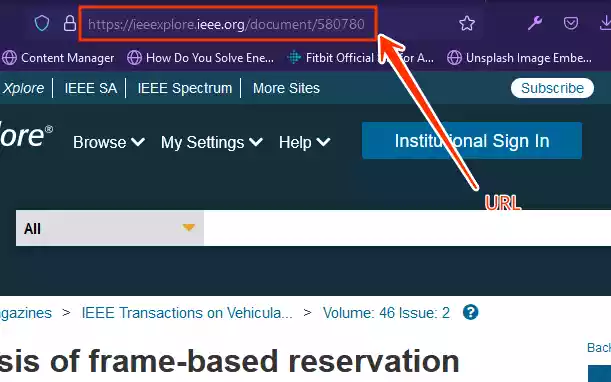 https://ieeexplore.ieee.org/document/580780
Content Manager How Do You Solve Ene... Fitbit Official for A... Unsplash Image Embe...
Xplore IEEE SA IEEE Spectrum More Sites Subscribe
lore® Browse My Settings Help Institutional Sign In
URL
All
gazines > IEEE Transactions on Vehicula... > Volume: 46 Issue: 2 ?
Back
sis of frame-based reservation